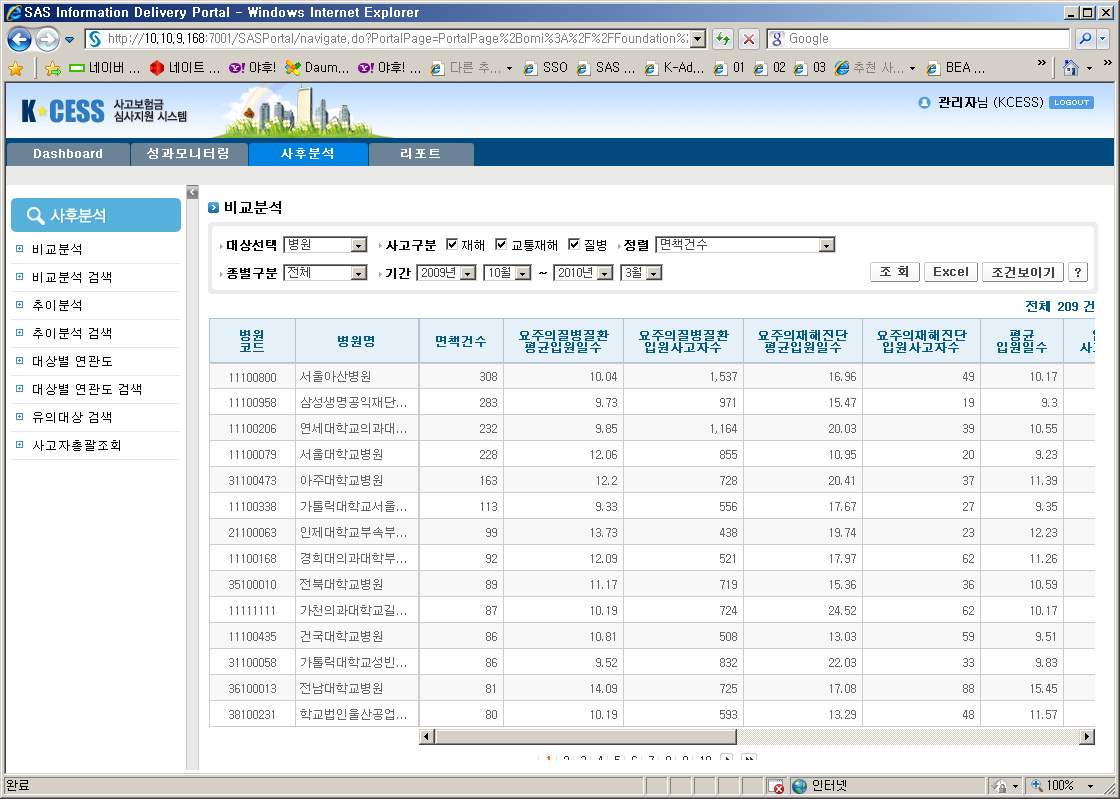 SAS Information Delivery Portal - Windows Internet Explorer
http://10.10.9.168:7001/SASPortal/navigate.do?PortalPage=PortalPage%2Bomi%3A%2F%2FFoundation%
Google
네이버 ... 네이트 ... 야후! Daum... 야후! ... 다른 추... SSO SAS ... K-Ad... 01 02 03 추천 사... BEA ...
K CESS 사고보험금 심사지원 시스템
관리자님 (KCESS) LOGOUT
Dashboard 성과모니터링 사후분석 리포트
사후분석
비교분석
비교분석 검색
추이분석
추이분석 검색
대상별 연관도
대상별 연관도 검색
유의대상 검색
사고자총괄조회
비교분석
대상선택 병원 사고구분 재해 교통재해 질병 정렬 면책건수
종별구분 전체 기간 2009년 10월 ~ 2010년 3월 조 회 Excel 조건보이기 ?
전체 209 건
병원 코드 병원명 면책건수 요주의질병질환 평균입원일수 요주의질병질환 입원사고자수 요주의재해진단 평균입원일수 요주의재해진단 입원사고자수 평균 입원일수
11100800 서울아산병원 308 10.04 1,537 16.96 49 10.17
11100958 삼성생명공익재단... 283 9.73 971 15.47 19 9.3
11100206 연세대학교의과대... 232 9.85 1,164 20.03 39 10.55
11100079 서울대학교병원 228 12.06 855 10.95 20 9.23
31100473 아주대학교병원 163 12.2 728 20.41 37 11.39
11100338 가톨릭대학교서울... 113 9.33 556 17.67 27 9.35
21100063 인제대학교부속부... 99 13.73 438 19.74 23 12.23
11100168 경희대의과대학부... 92 12.09 521 17.97 62 11.26
35100010 전북대학교병원 89 11.17 719 15.36 36 10.59
11111111 가천의과대학교길... 87 10.19 724 24.52 62 10.17
11100435 건국대학교병원 86 10.81 508 13.03 59 9.51
31100058 가톨릭대학교성빈... 86 9.52 832 22.03 33 9.83
36100013 전남대학교병원 81 14.09 725 17.08 88 15.45
38100231 학교법인울산공업... 80 10.19 593 13.29 48 11.57
1 2 3 4 5 6 7 8 9 10
완료 인터넷 100%